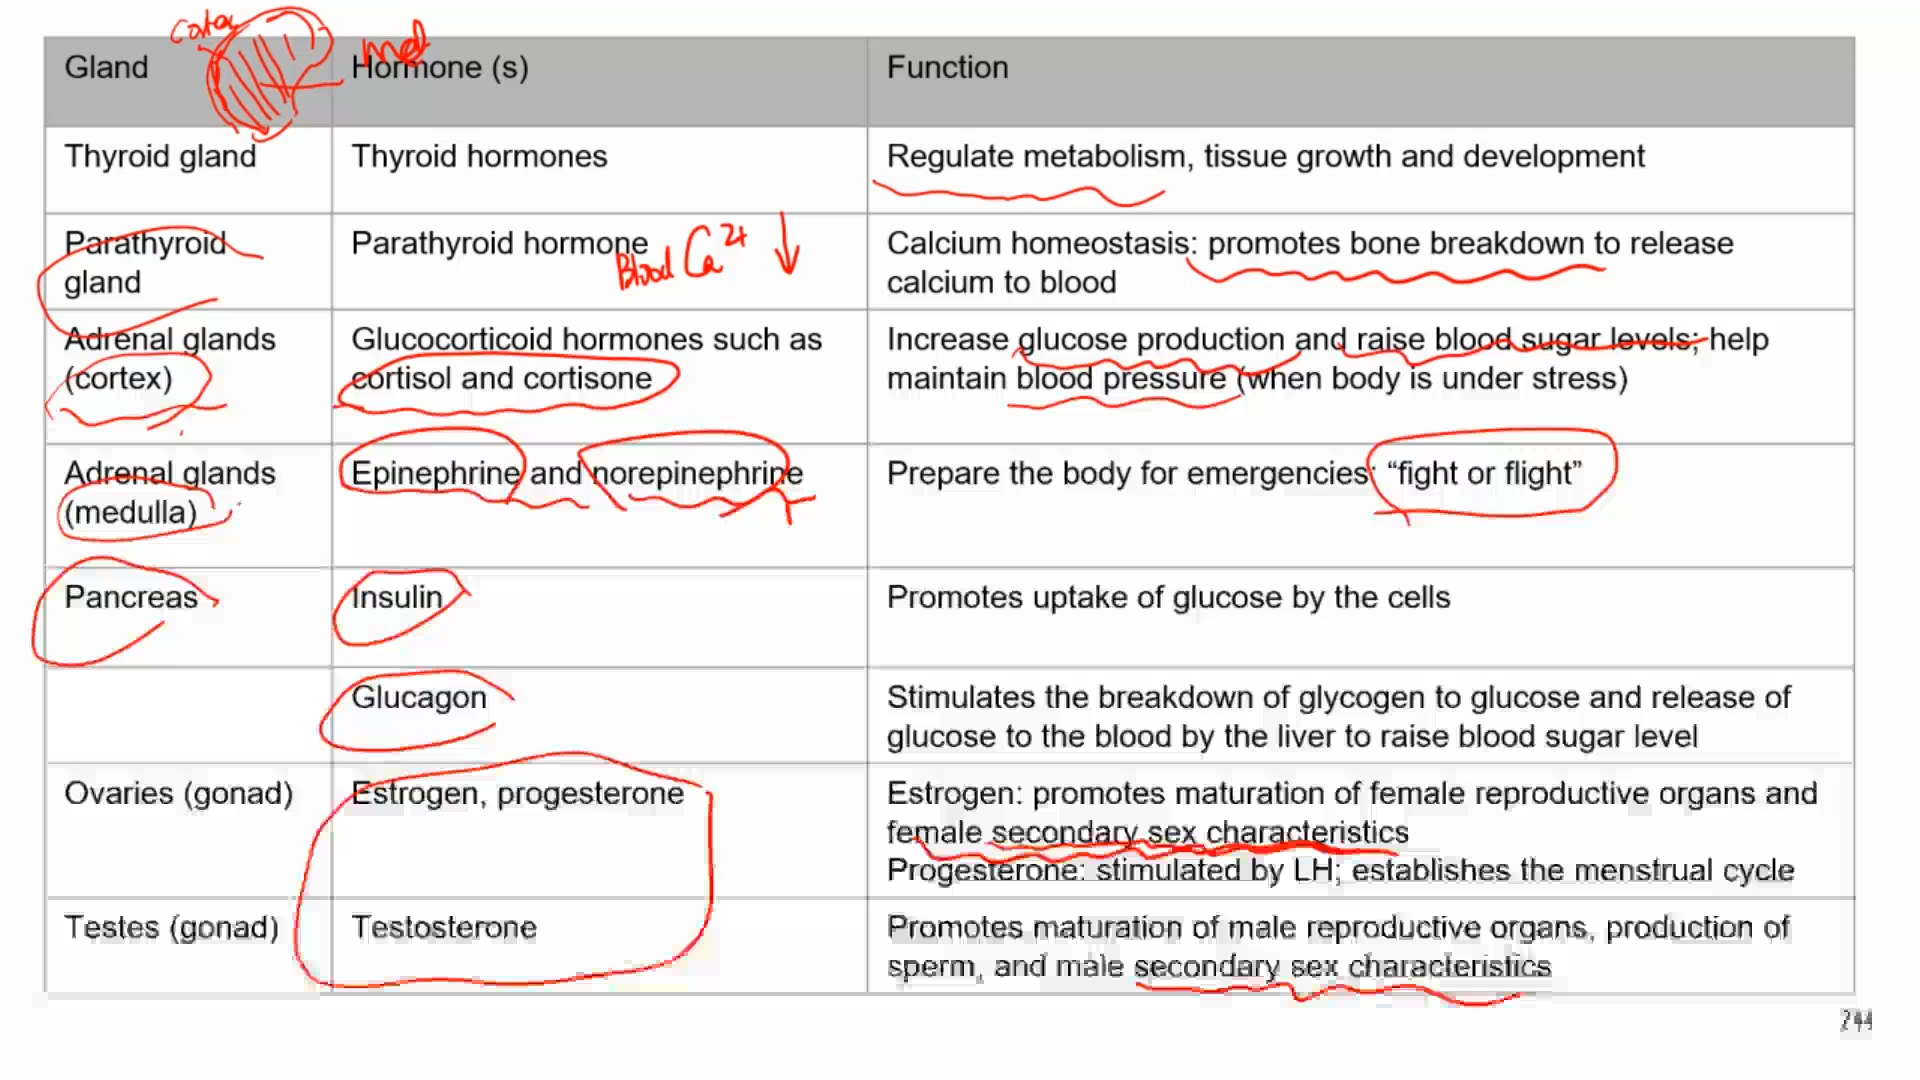 Cortex
med
Gland
Hormone (s)
Function
Thyroid gland
Thyroid hormones
Regulate metabolism, tissue growth and development
Parathyroid
gland
Parathyroid hormone
Blood Ca2+ ↓
Calcium homeostasis: promotes bone breakdown to release
calcium to blood
Adrenal glands
(cortex)
Glucocorticoid hormones such as
cortisol and cortisone
Increase glucose production and raise blood sugar levels; help
maintain blood pressure (when body is under stress)
Adrenal glands
(medulla)
Epinephrine and norepinephrine
Prepare the body for emergencies: “fight or flight”
Pancreas
Insulin
Promotes uptake of glucose by the cells
Glucagon
Stimulates the breakdown of glycogen to glucose and release of
glucose to the blood by the liver to raise blood sugar level
Ovaries (gonad)
Estrogen, progesterone
Estrogen: promotes maturation of female reproductive organs and
female secondary sex characteristics
Progesterone: stimulated by LH; establishes the menstrual cycle
Testes (gonad)
Testosterone
Promotes maturation of male reproductive organs, production of
sperm, and male secondary sex characteristics
244